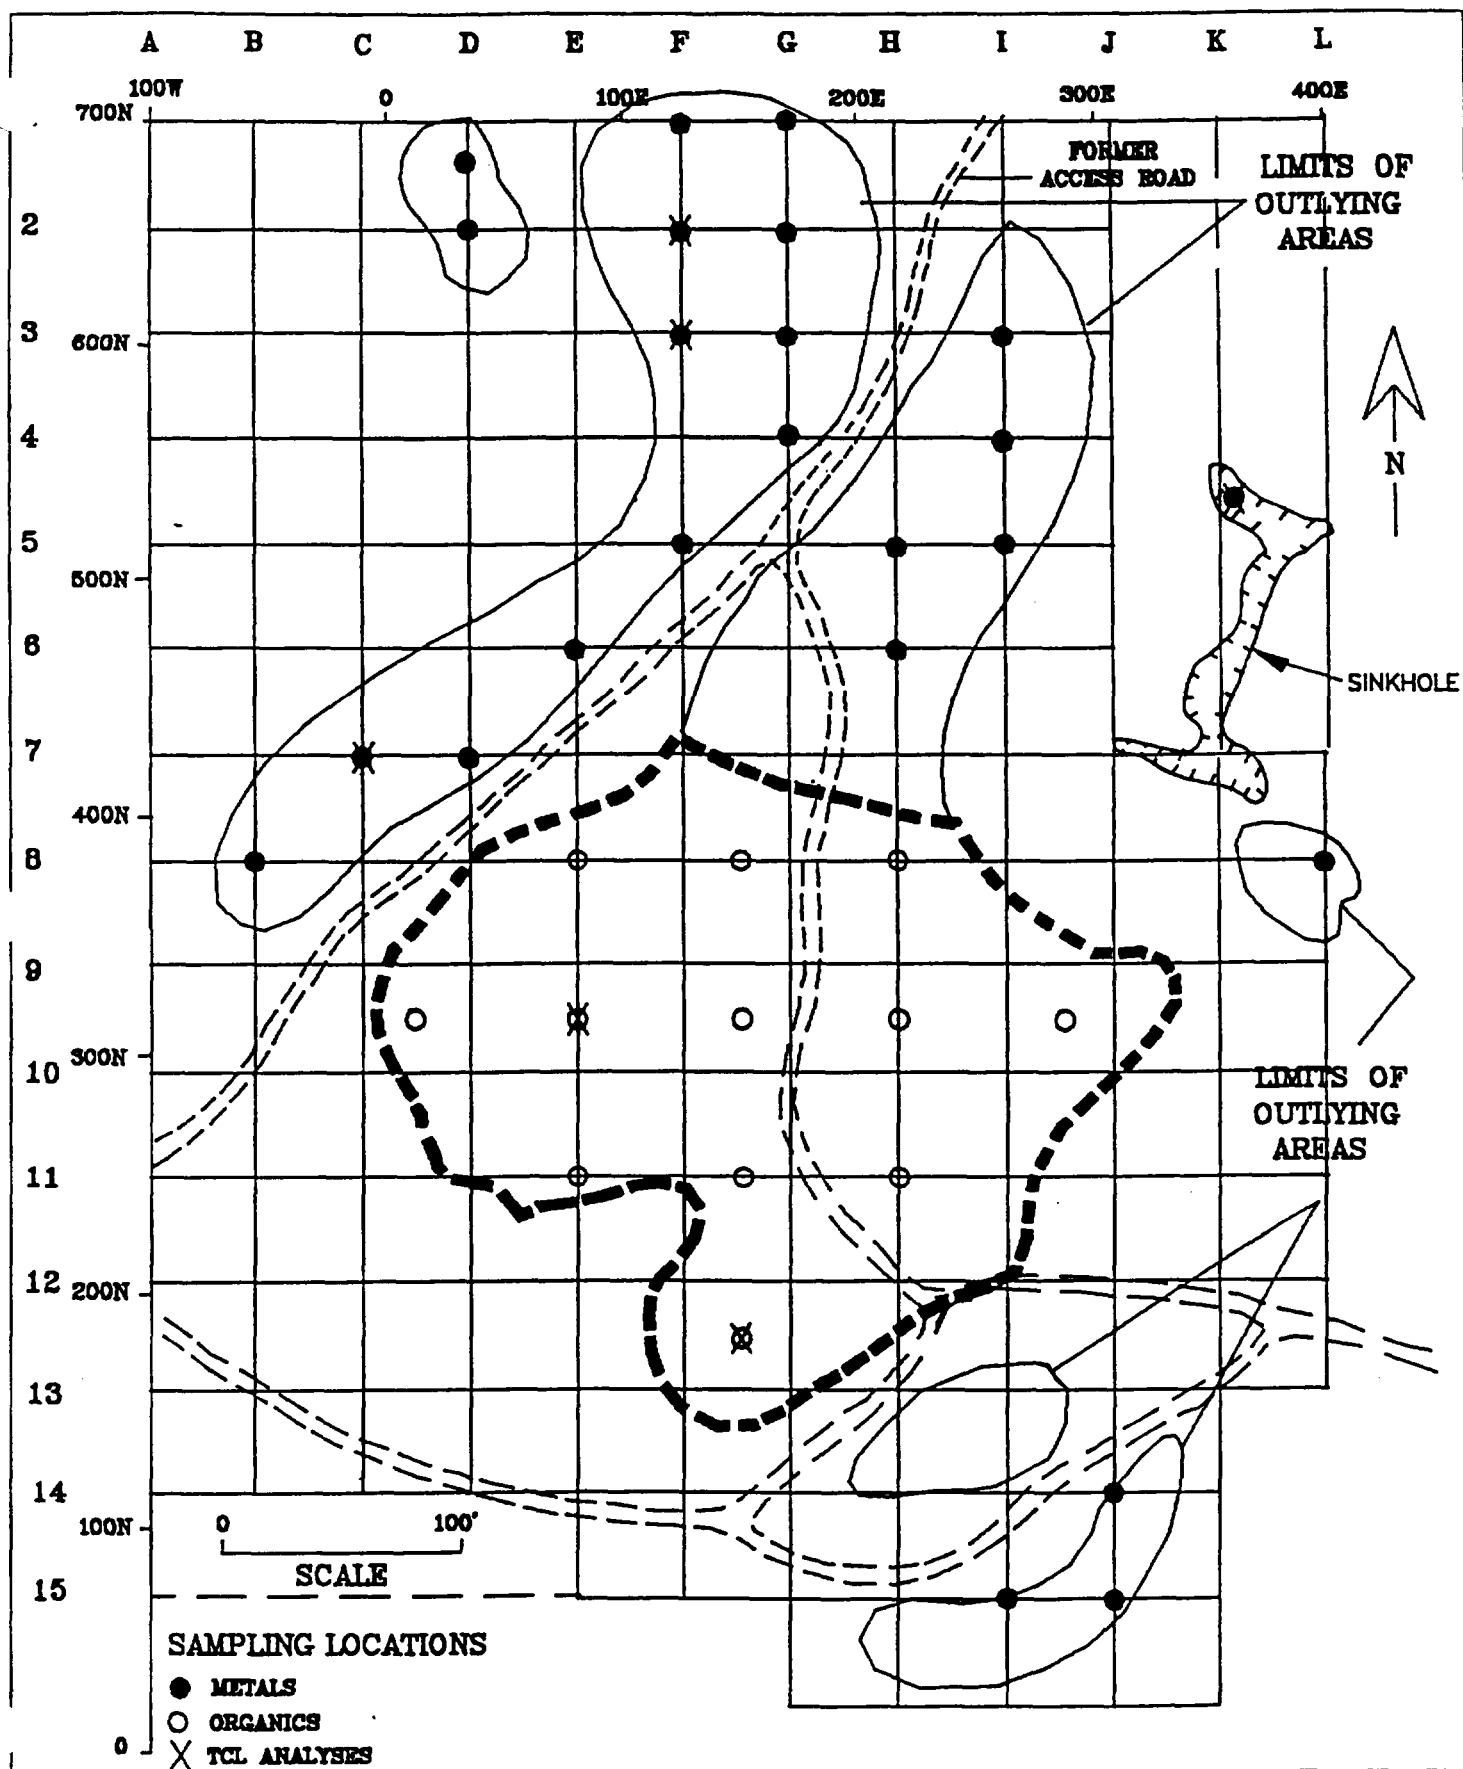 A B C D E F G H I J K L
100W 0 100E 200E 300E 400E
700N
FORMER
ACCESS ROAD
LIMITS OF
OUTLYING
AREAS
2
3
600N
4
N
5
500N
6
SINKHOLE
7
400N
8
9
300N
10
LIMITS OF
OUTLYING
AREAS
11
12
200N
13
14
100N
0 100'
SCALE
15
SAMPLING LOCATIONS
METALS
ORGANICS
TCL ANALYSES
0